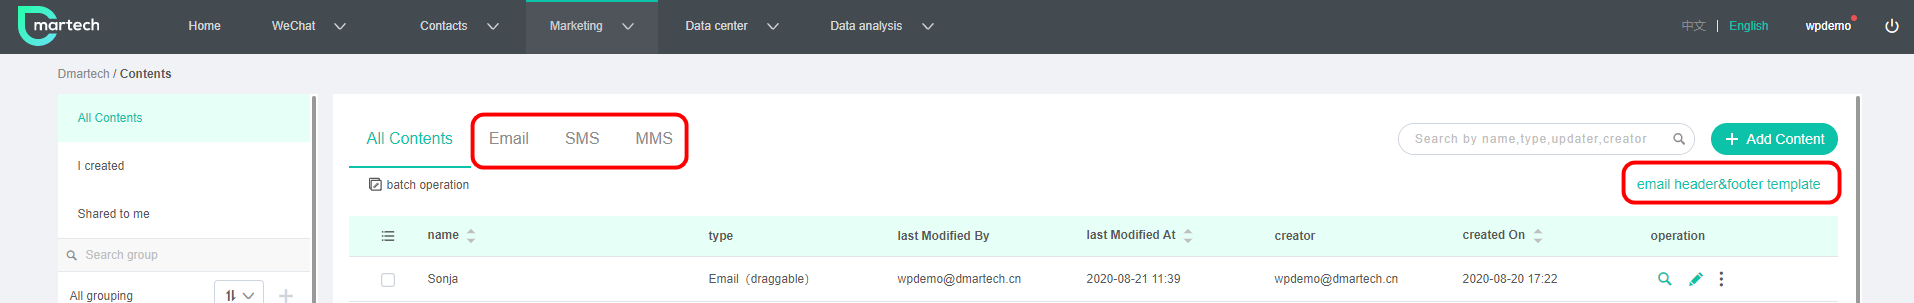 martech Home WeChat Contacts Marketing Data center Data analysis 中文 | English wpdemo
Dmartech / Contents
All Contents
I created
Shared to me
Search group
All grouping
All Contents Email SMS MMS
Search by name,type,updater,creator
+ Add Content
batch operation
email header&footer template
name type last Modified By last Modified At creator created On operation
Sonja Email（draggable） wpdemo@dmartech.cn 2020-08-21 11:39 wpdemo@dmartech.cn 2020-08-20 17:22